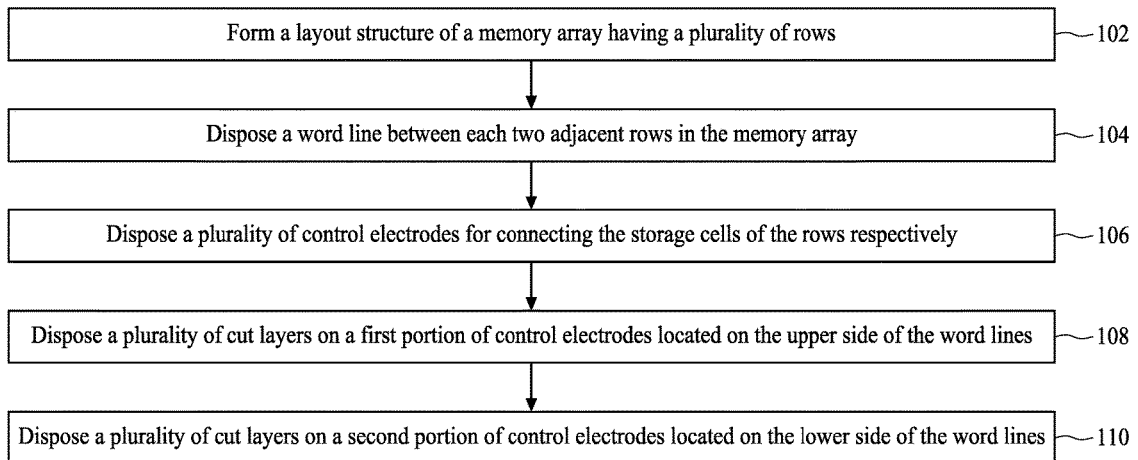 Form a layout structure of a memory array having a plurality of rows 102
Dispose a word line between each two adjacent rows in the memory array 104
Dispose a plurality of control electrodes for connecting the storage cells of the rows respectively 106
Dispose a plurality of cut layers on a first portion of control electrodes located on the upper side of the word lines 108
Dispose a plurality of cut layers on a second portion of control electrodes located on the lower side of the word lines 110